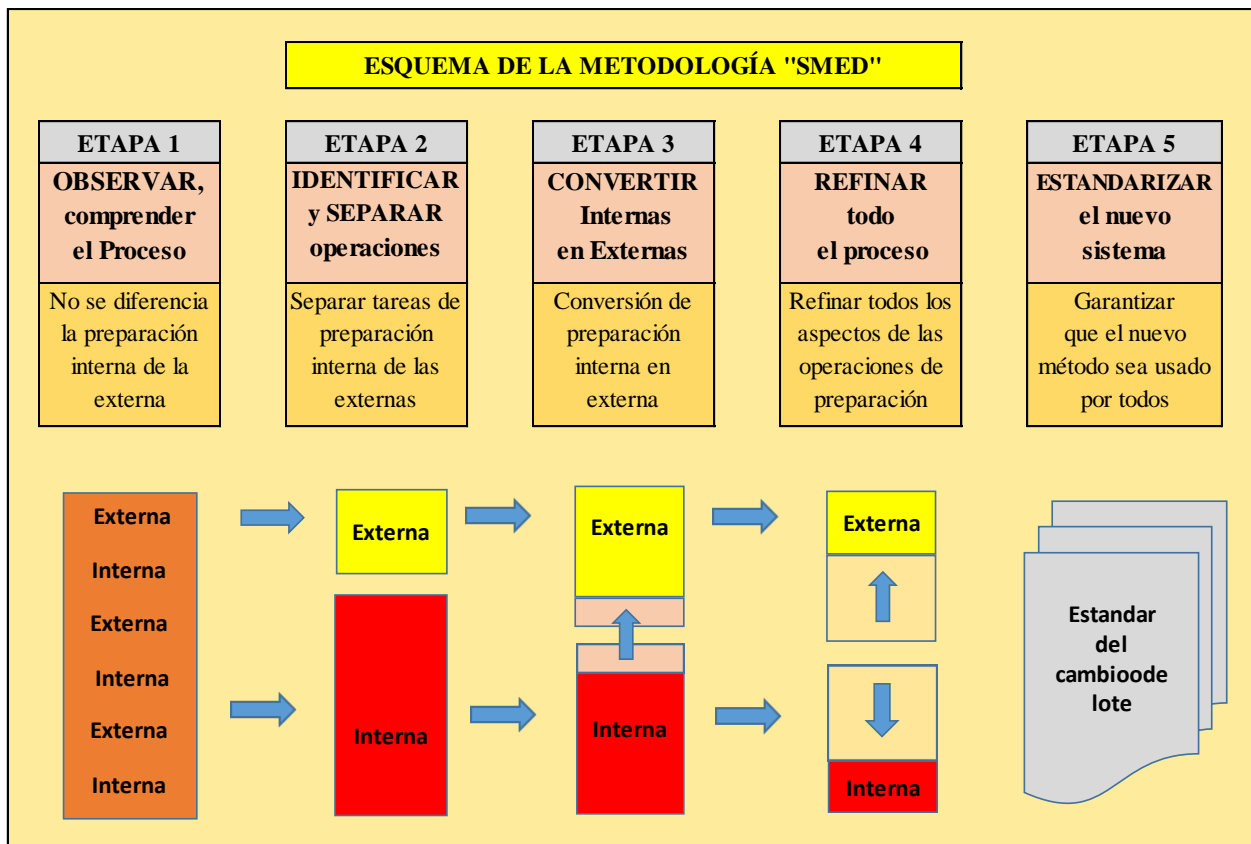 ESQUEMA DE LA METODOLOGÍA "SMED"
ETAPA 1
OBSERVAR,
comprender
el Proceso
No se diferencia
la preparación
interna de la
externa
ETAPA 2
IDENTIFICAR
y SEPARAR
operaciones
Separar tareas de
preparación
interna de las
externas
ETAPA 3
CONVERTIR
Internas
en Externas
Conversión de
preparación
interna en
externa
ETAPA 4
REFINAR
todo
el proceso
Refinar todos los
aspectos de las
operaciones de
preparación
ETAPA 5
ESTANDARIZAR
el nuevo
sistema
Garantizar
que el nuevo
método sea usado
por todos
Externa
Interna
Externa
Interna
Externa
Interna
Externa
Interna
Externa
Interna
Externa
Interna
Estandar
del
cambioode
lote